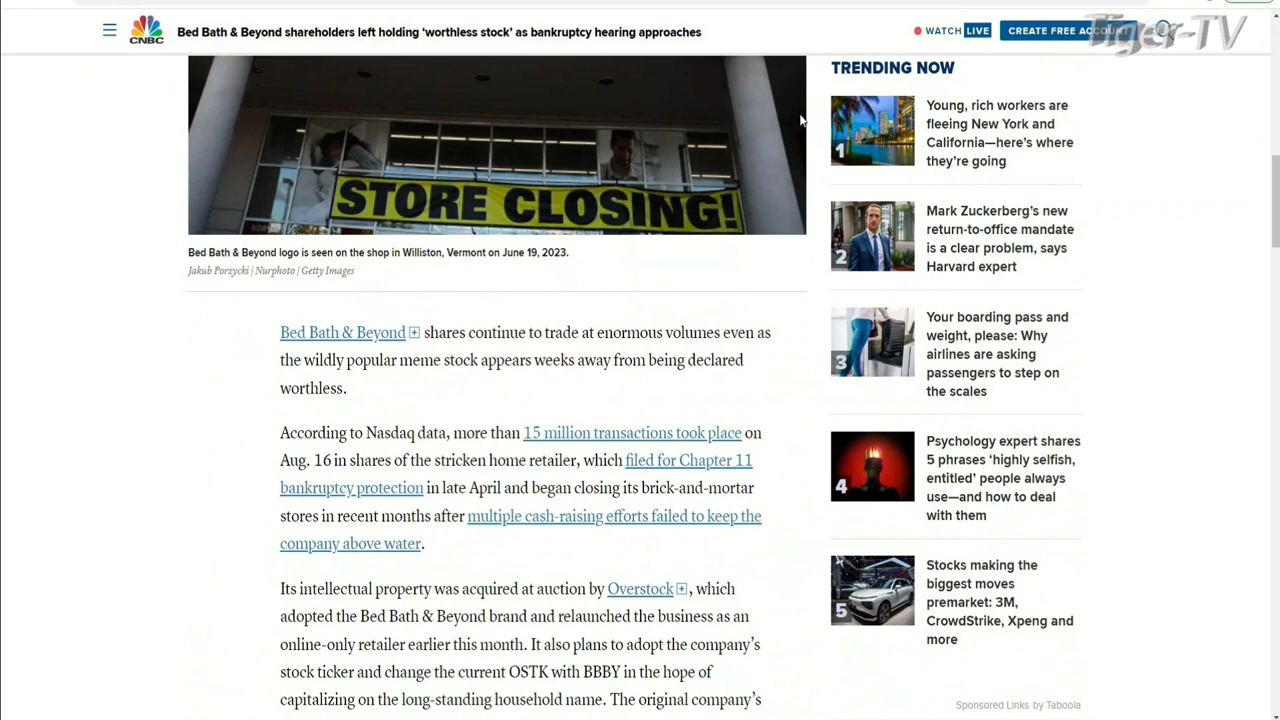 CNBC
Bed Bath & Beyond shareholders left holding ‘worthless stock’ as bankruptcy hearing approaches
WATCH LIVE
CREATE FREE ACCOUNT
Tiger-TV
STORE CLOSING!
Bed Bath & Beyond logo is seen on the shop in Williston, Vermont on June 19, 2023.
Jakub Porzycki | Nurphoto | Getty Images
Bed Bath & Beyond + shares continue to trade at enormous volumes even as
the wildly popular meme stock appears weeks away from being declared
worthless.
According to Nasdaq data, more than 15 million transactions took place on
Aug. 16 in shares of the stricken home retailer, which filed for Chapter 11
bankruptcy protection in late April and began closing its brick-and-mortar
stores in recent months after multiple cash-raising efforts failed to keep the
company above water.
Its intellectual property was acquired at auction by Overstock +, which
adopted the Bed Bath & Beyond brand and relaunched the business as an
online-only retailer earlier this month. It also plans to adopt the company’s
stock ticker and change the current OSTK with BBBY in the hope of
capitalizing on the long-standing household name. The original company’s
TRENDING NOW
1
Young, rich workers are
fleeing New York and
California—here’s where
they’re going
2
Mark Zuckerberg’s new
return-to-office mandate
is a clear problem, says
Harvard expert
3
Your boarding pass and
weight, please: Why
airlines are asking
passengers to step on
the scales
4
Psychology expert shares
5 phrases ‘highly selfish,
entitled’ people always
use—and how to deal
with them
5
Stocks making the
biggest moves
premarket: 3M,
CrowdStrike, Xpeng and
more
Sponsored Links by Taboola